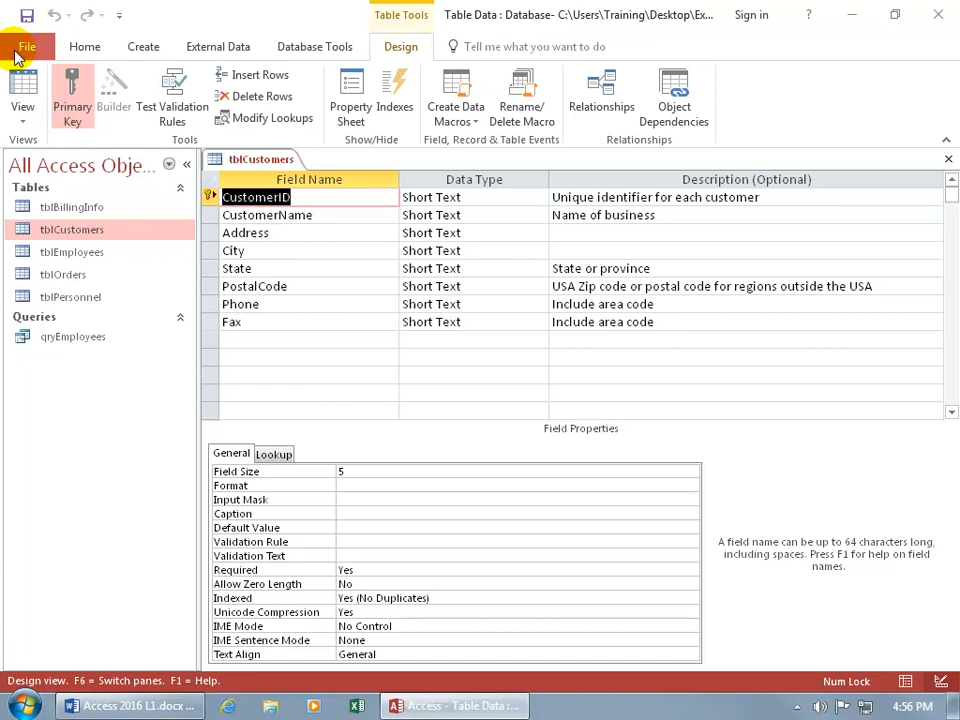 Table Tools
Table Data : Database- C:\Users\Training\Desktop\Ex...
Sign in
?
File
Home
Create
External Data
Database Tools
Design
Tell me what you want to do
View
Primary Key
Builder
Test Validation Rules
Insert Rows
Delete Rows
Modify Lookups
Property Sheet
Indexes
Create Data Macros
Rename/ Delete Macro
Relationships
Object Dependencies
Views
Tools
Show/Hide
Field, Record & Table Events
Relationships
All Access Obje...
Tables
tblBillingInfo
tblCustomers
tblEmployees
tblOrders
tblPersonnel
Queries
qryEmployees
tblCustomers
Field Name Data Type Description (Optional)
CustomerID Short Text Unique identifier for each customer
CustomerName Short Text Name of business
Address Short Text
City Short Text
State Short Text State or province
PostalCode Short Text USA Zip code or postal code for regions outside the USA
Phone Short Text Include area code
Fax Short Text Include area code
Field Properties
General Lookup
Field Size 5
Format
Input Mask
Caption
Default Value
Validation Rule
Validation Text
Required Yes
Allow Zero Length No
Indexed Yes (No Duplicates)
Unicode Compression Yes
IME Mode No Control
IME Sentence Mode None
Text Align General
A field name can be up to 64 characters long,
including spaces. Press F1 for help on field
names.
Design view. F6 = Switch panes. F1 = Help.
Num Lock
Access 2016 L1.docx ...
Access - Table Data :...
4:56 PM